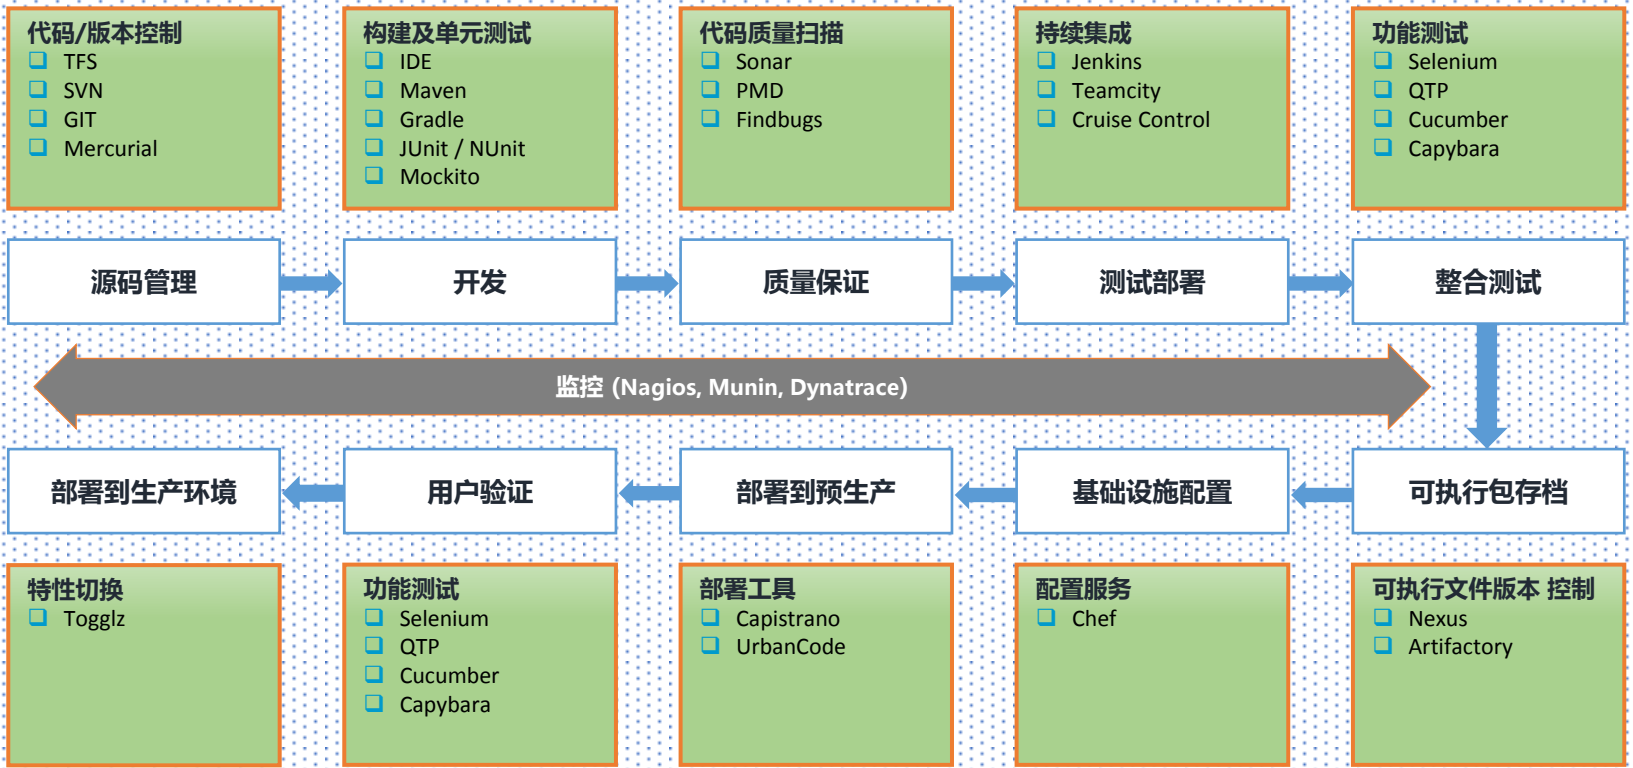 代码/版本控制
TFS
SVN
GIT
Mercurial
构建及单元测试
IDE
Maven
Gradle
JUnit / NUnit
Mockito
代码质量扫描
Sonar
PMD
Findbugs
持续集成
Jenkins
Teamcity
Cruise Control
功能测试
Selenium
QTP
Cucumber
Capybara
源码管理
开发
质量保证
测试部署
整合测试
监控 (Nagios, Munin, Dynatrace)
部署到生产环境
用户验证
部署到预生产
基础设施配置
可执行包存档
特性切换
Togglz
功能测试
Selenium
QTP
Cucumber
Capybara
部署工具
Capistrano
UrbanCode
配置服务
Chef
可执行文件版本 控制
Nexus
Artifactory